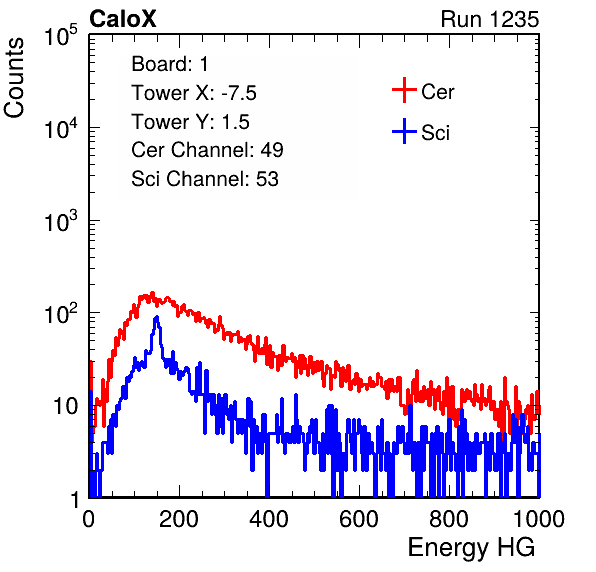 CaloX Run 1235
Counts
10^5
10^4
10^3
10^2
10
1
Board: 1
Tower X: -7.5
Tower Y: 1.5
Cer Channel: 49
Sci Channel: 53
Cer
Sci
0 200 400 600 800 1000
Energy HG